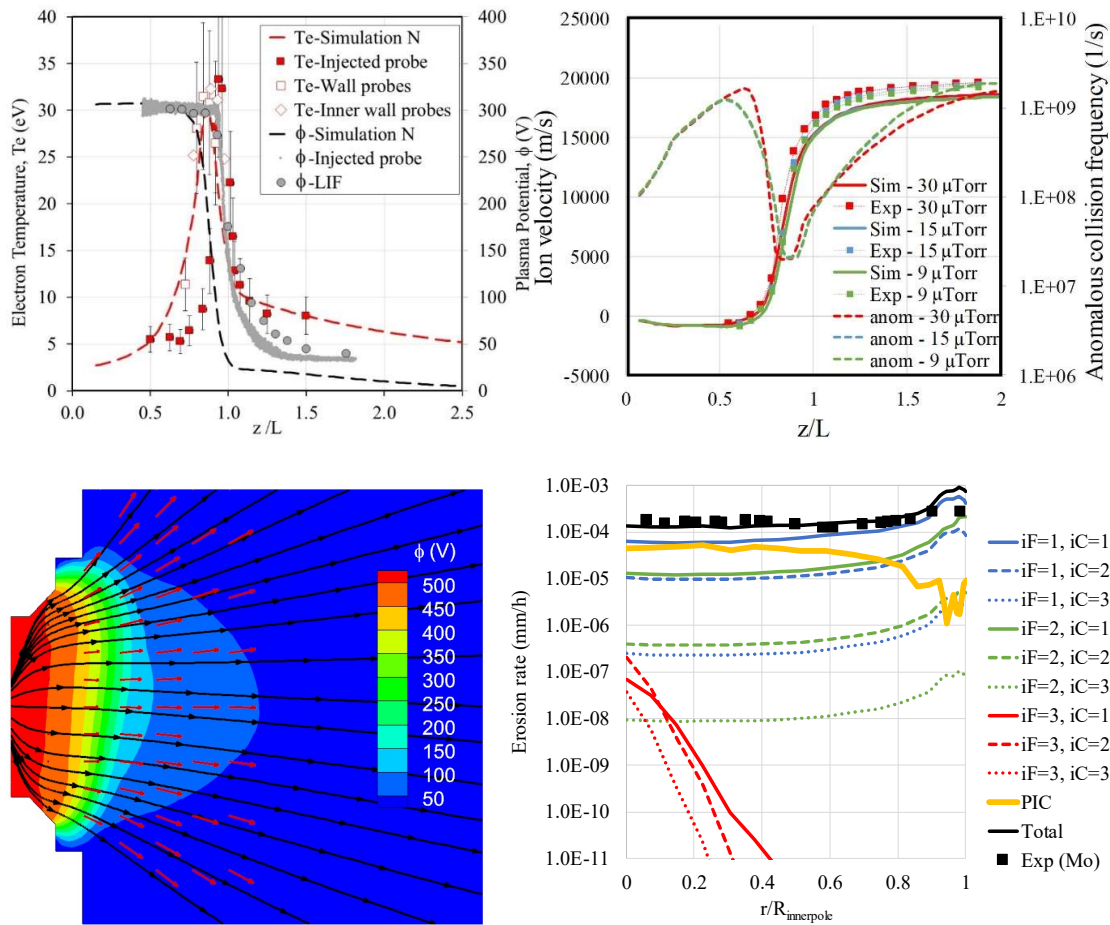 40
35
30
25
20
15
10
5
0
Electron Temperature, Te (eV)
Te-Simulation N
Te-Injected probe
Te-Wall probes
Te-Inner wall probes
ϕ-Simulation N
ϕ-Injected probe
ϕ-LIF
400
350
300
250
200
150
100
50
0
Plasma Potential, ϕ (V)
0.0 0.5 1.0 1.5 2.0 2.5
z /L
25000
20000
15000
10000
5000
0
-5000
Ion velocity (m/s)
Sim - 30 μTorr
Exp - 30 μTorr
Sim - 15 μTorr
Exp - 15 μTorr
Sim - 9 μTorr
Exp - 9 μTorr
anom - 30 μTorr
anom - 15 μTorr
anom - 9 μTorr
1.E+10
1.E+09
1.E+08
1.E+07
1.E+06
Anomalous collision frequency (1/s)
0 0.5 1 1.5 2
z/L
ϕ (V)
500
450
400
350
300
250
200
150
100
50
1.0E-03
1.0E-04
1.0E-05
1.0E-06
1.0E-07
1.0E-08
1.0E-09
1.0E-10
1.0E-11
Erosion rate (mm/h)
0 0.2 0.4 0.6 0.8 1
r/Rinnerpole
iF=1, iC=1
iF=1, iC=2
iF=1, iC=3
iF=2, iC=1
iF=2, iC=2
iF=2, iC=3
iF=3, iC=1
iF=3, iC=2
iF=3, iC=3
PIC
Total
Exp (Mo)